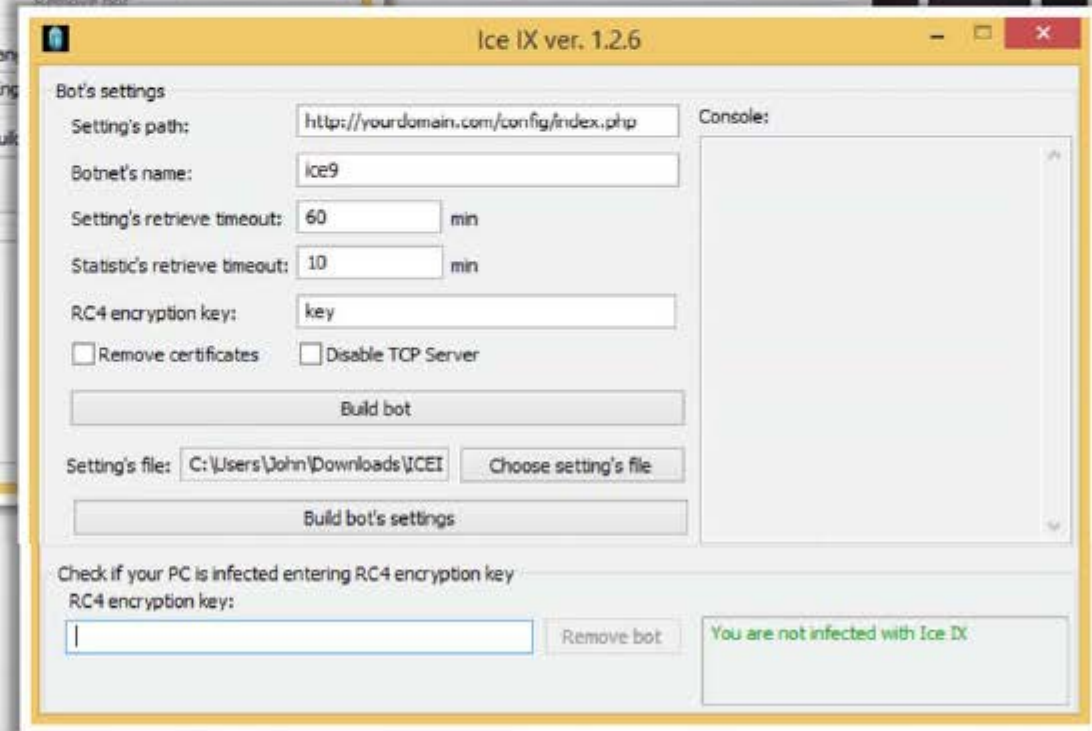 Remove bot
Ice IX ver. 1.2.6
Bot's settings
Setting's path: http://yourdomain.com/config/index.php
Console:
Botnet's name: ice9
Setting's retrieve timeout: 60 min
Statistic's retrieve timeout: 10 min
RC4 encryption key: key
Remove certificates Disable TCP Server
Build bot
Setting's file: C:\Users\John\Downloads\ICEI Choose setting's file
Build bot's settings
Check if your PC is infected entering RC4 encryption key
RC4 encryption key:
Remove bot
You are not infected with Ice IX